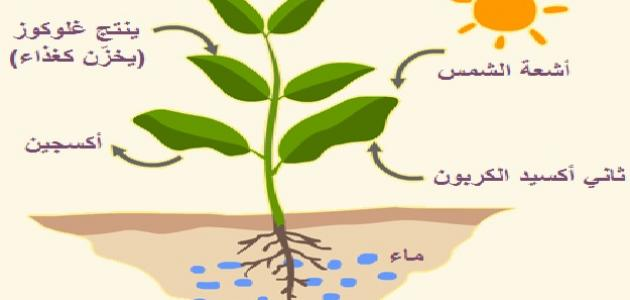 ينتج غلوكوز
(يخزّن كغذاء)
أشعة الشمس
أكسجين
ثاني أكسيد الكربون
ماء